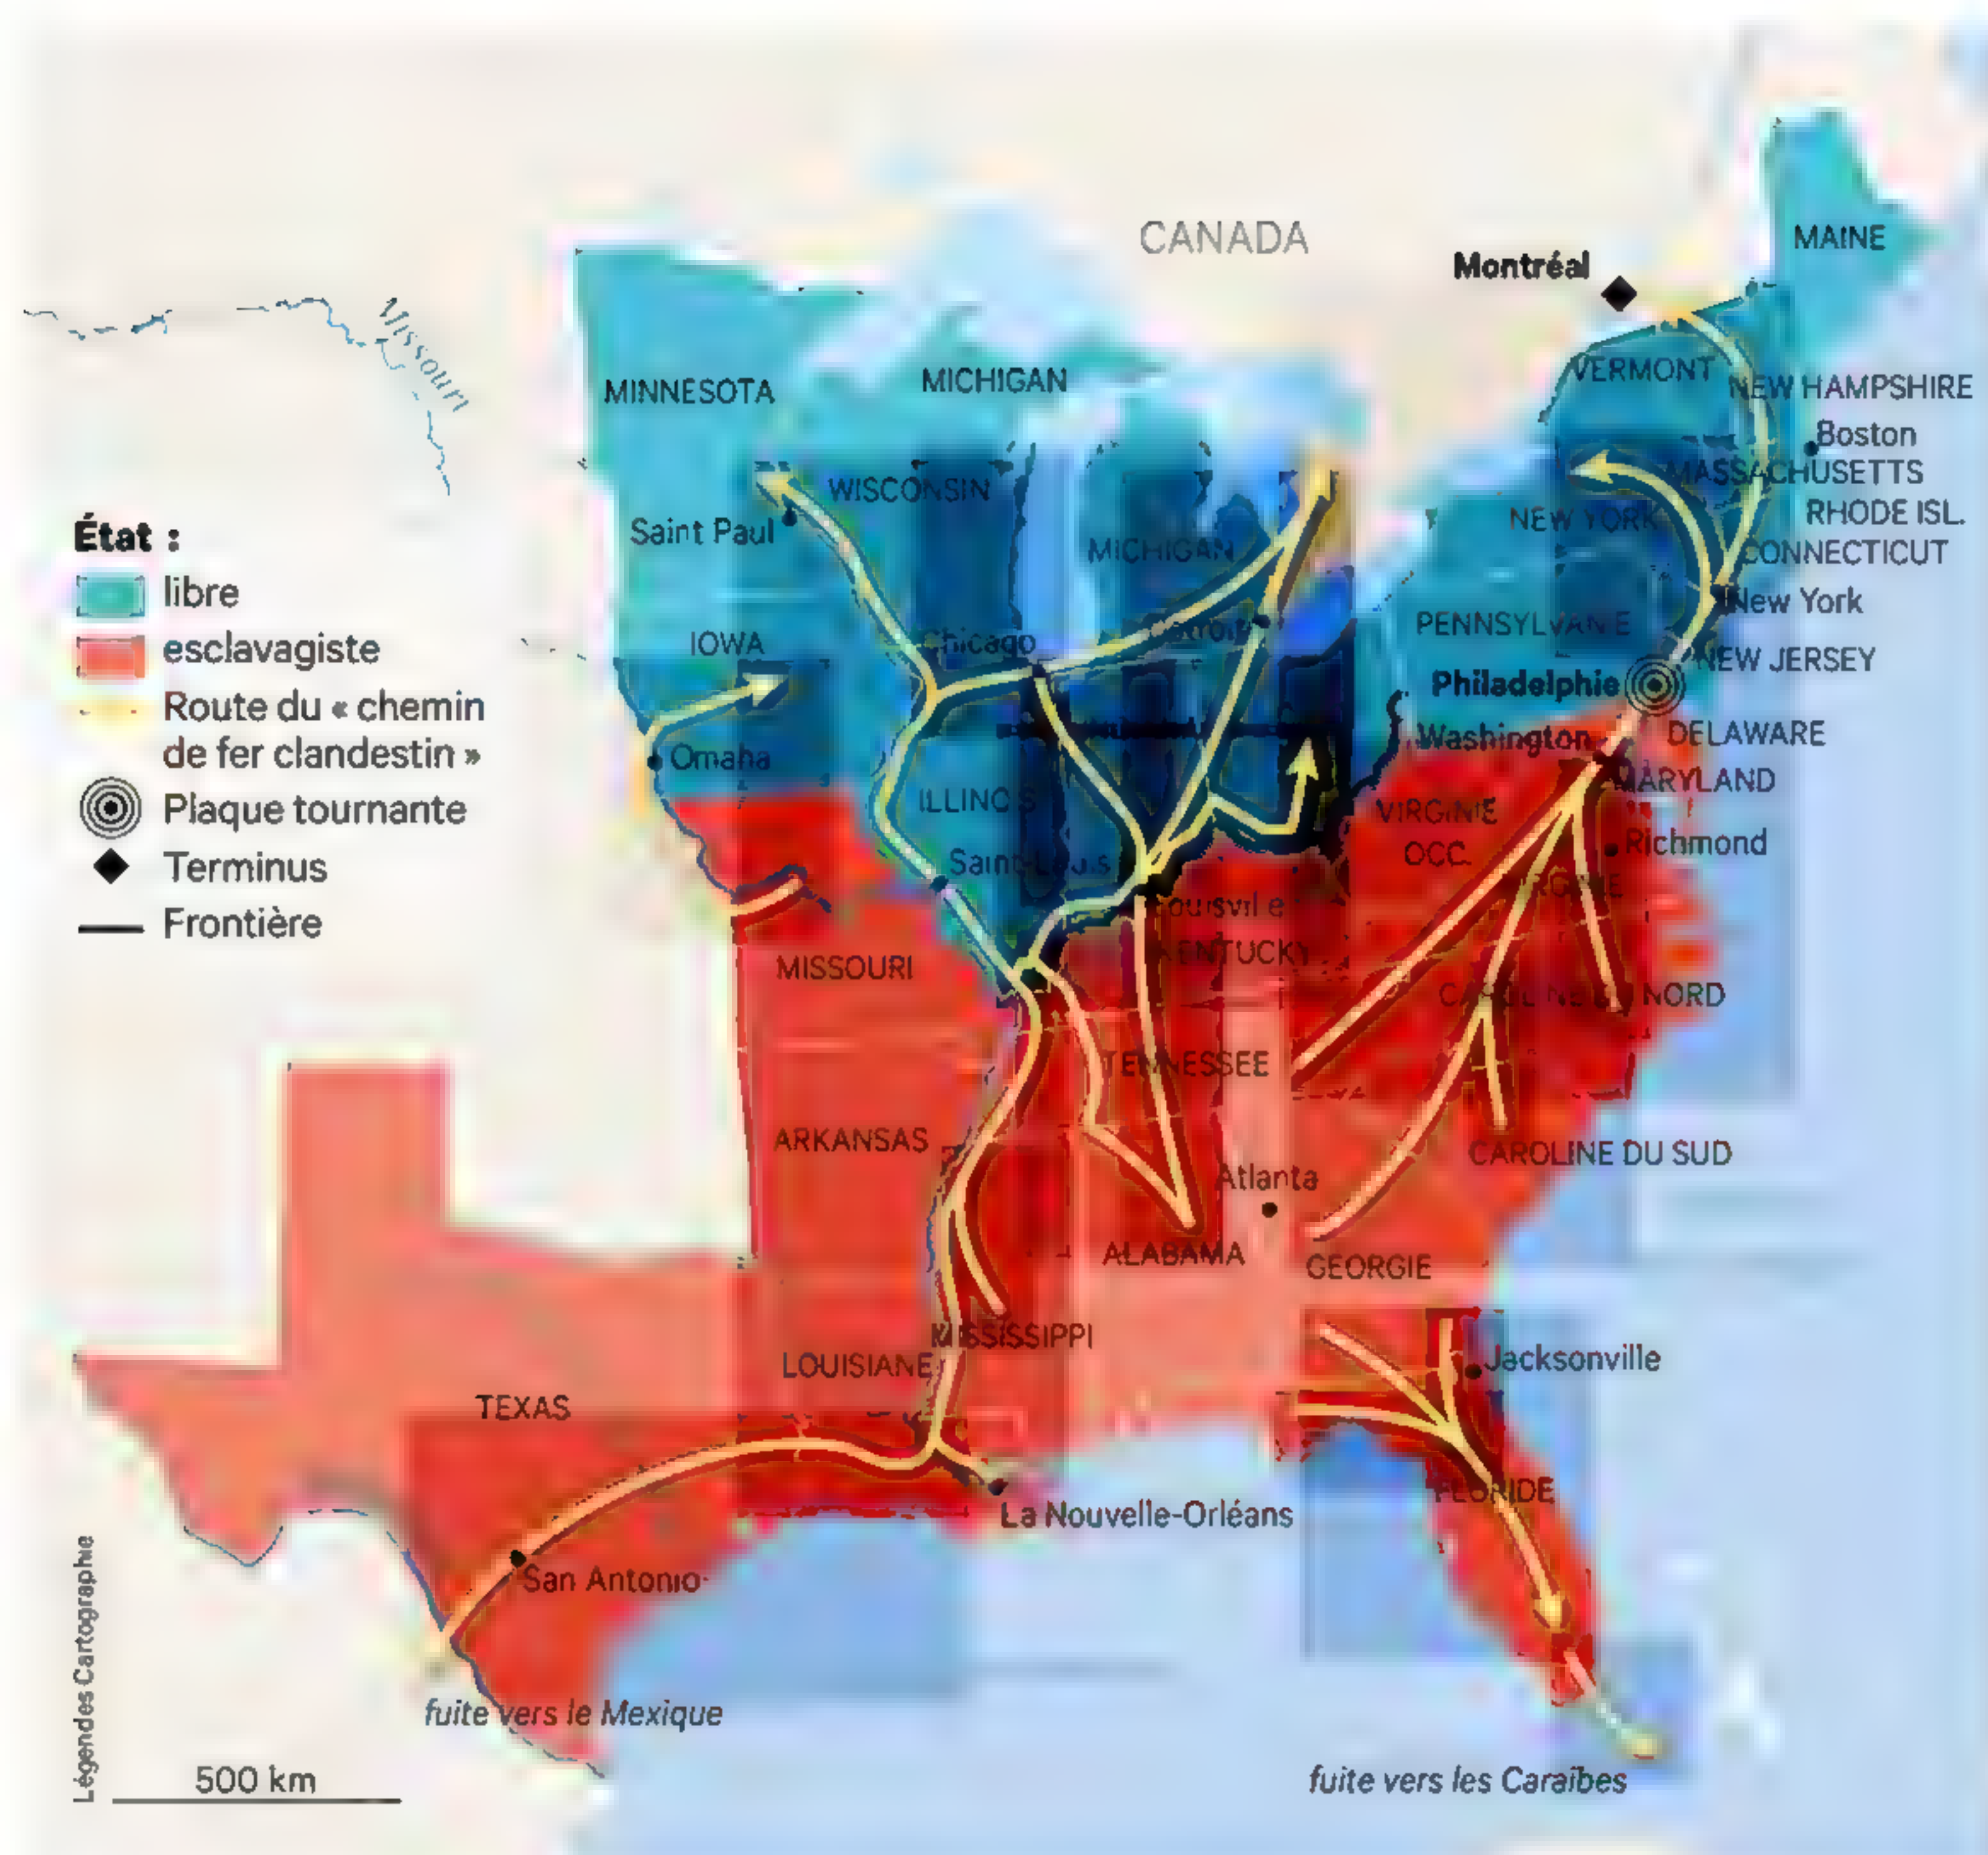 CANADA
MAINE
Montréal
Missouri
MINNESOTA
MICHIGAN
VERMONT
NEW HAMPSHIRE
Boston
WISCONSIN
MASSACHUSETTS
Saint Paul
NEW YORK
RHODE ISL.
MICHIGAN
CONNECTICUT
New York
PENNSYLVANIE
IOWA
Chicago
NEW JERSEY
Philadelphie
Washington
DELAWARE
Omaha
MARYLAND
ILLINOIS
VIRGINIE
OCC.
Richmond
Saint-Louis
Louisville
KENTUCKY
MISSOURI
NORD
TENNESSEE
ARKANSAS
CAROLINE DU SUD
Atlanta
ALABAMA
GEORGIE
MISSISSIPPI
LOUISIANE
Jacksonville
TEXAS
FLORIDE
La Nouvelle-Orléans
San Antonio
fuite vers le Mexique
fuite vers les Caraïbes
État :
libre
esclavagiste
Route du « chemin
de fer clandestin »
Plaque tournante
Terminus
Frontière
Légendes Cartographie
500 km